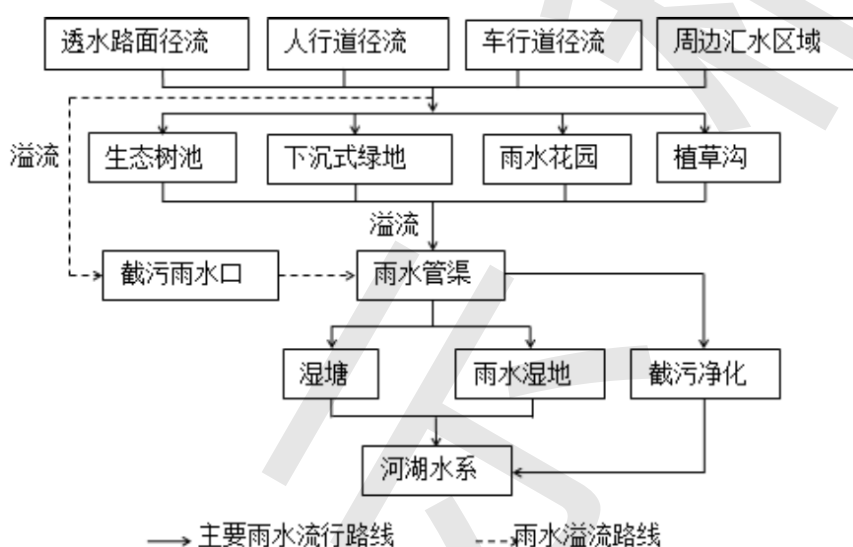 透水路面径流 人行道径流 车行道径流 周边汇水区域
溢流
生态树池 下沉式绿地 雨水花园 植草沟
溢流
截污雨水口 雨水管渠
湿塘 雨水湿地 截污净化
河湖水系
主要雨水流行路线 雨水溢流路线